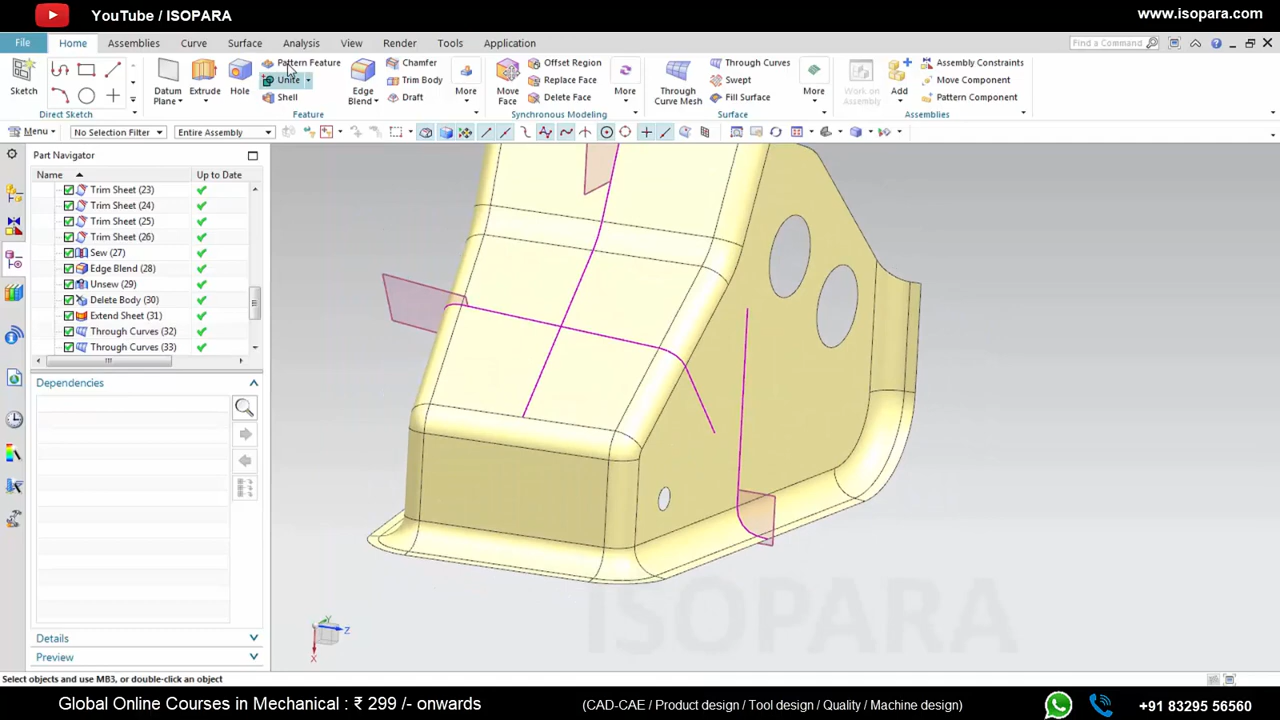 YouTube / ISOPARA
www.isopara.com
File
Home
Assemblies
Curve
Surface
Analysis
View
Render
Tools
Application
Find a Command
Sketch
Direct Sketch
Datum Plane
Extrude
Hole
Pattern Feature
Unite
Shell
Edge Blend
Chamfer
Trim Body
Draft
More
Feature
Move Face
Offset Region
Replace Face
Delete Face
More
Synchronous Modeling
Through Curve Mesh
Through Curves
Swept
Fill Surface
More
Surface
Work on Assembly
Add
Assembly Constraints
Move Component
Pattern Component
Assemblies
Menu
No Selection Filter
Entire Assembly
Part Navigator
Name
Up to Date
Trim Sheet (23)
Trim Sheet (24)
Trim Sheet (25)
Trim Sheet (26)
Sew (27)
Edge Blend (28)
Unsew (29)
Delete Body (30)
Extend Sheet (31)
Through Curves (32)
Through Curves (33)
Dependencies
Details
Preview
Y
Z
X
ISOPARA
Select objects and use MB3, or double-click an object
Global Online Courses in Mechanical : ₹ 299 /- onwards
(CAD-CAE / Product design / Tool design / Quality / Machine design)
+91 83295 56560